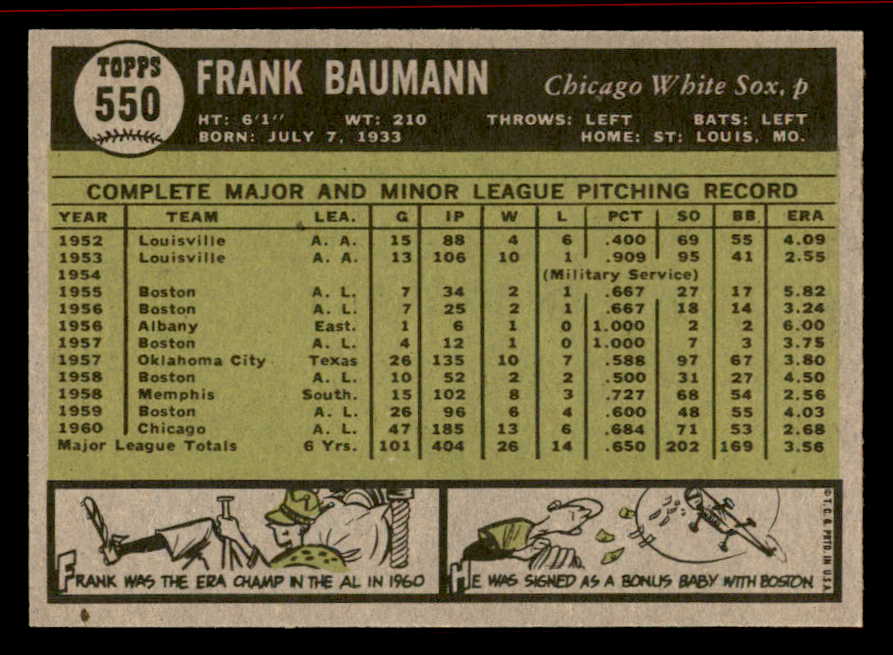 TOPPS
550
FRANK BAUMANN Chicago White Sox, p
HT: 6'1" WT: 210 THROWS: LEFT BATS: LEFT
BORN: JULY 7, 1933 HOME: ST: LOUIS, MO.
COMPLETE MAJOR AND MINOR LEAGUE PITCHING RECORD
YEAR TEAM LEA. G IP W L PCT SO BB. ERA
1952 Louisville A. A. 15 88 4 6 .400 69 55 4.09
1953 Louisville A. A. 13 106 10 1 .909 95 41 2.55
1954 (Military Service)
1955 Boston A. L. 7 34 2 1 .667 27 17 5.82
1956 Boston A. L. 7 25 2 1 .667 18 14 3.24
1956 Albany East. 1 6 1 0 1.000 2 2 6.00
1957 Boston A. L. 4 12 1 0 1.000 7 3 3.75
1957 Oklahoma City Texas 26 135 10 7 .588 97 67 3.80
1958 Boston A. L. 10 52 2 2 .500 31 27 4.50
1958 Memphis South. 15 102 8 3 .727 68 54 2.56
1959 Boston A. L. 26 96 6 4 .600 48 55 4.03
1960 Chicago A. L. 47 185 13 6 .684 71 53 2.68
Major League Totals 6 Yrs. 101 404 26 14 .650 202 169 3.56
FRANK WAS THE ERA CHAMP IN THE AL IN 1960
HE WAS SIGNED AS A BONUS BABY WITH BOSTON
©T. C. G. PRTD. IN U.S.A.